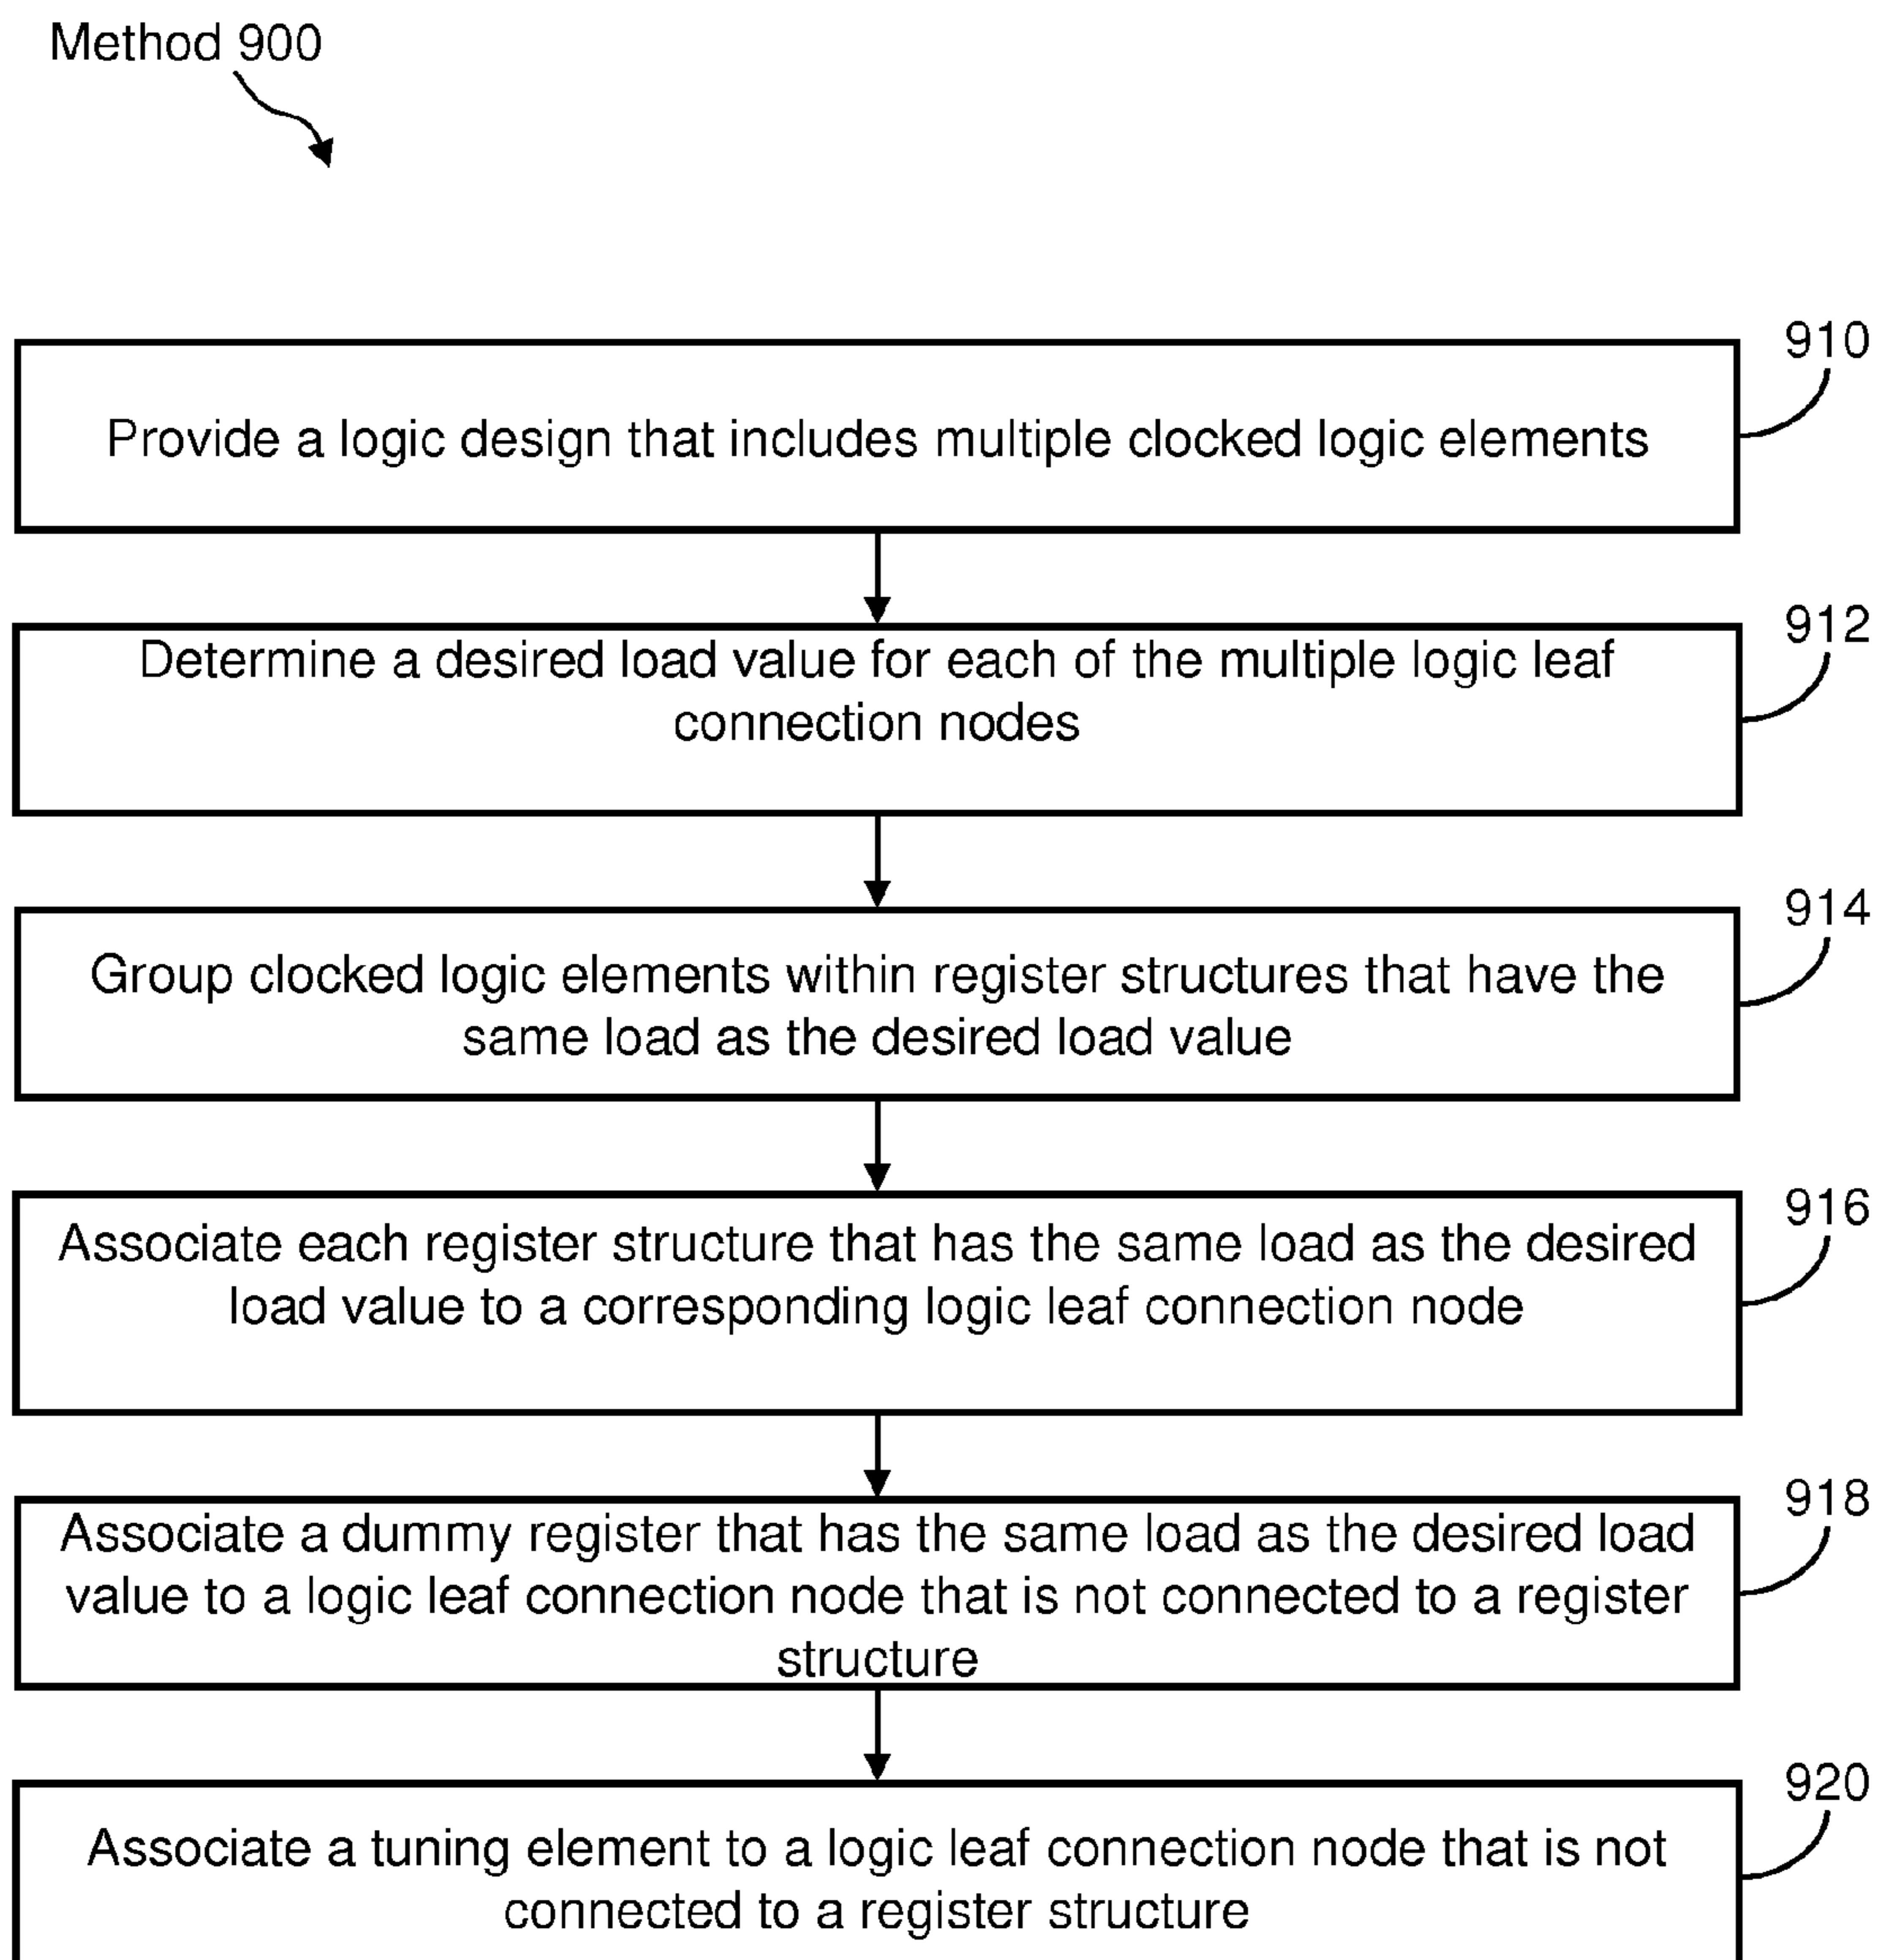 Method 900
910
Provide a logic design that includes multiple clocked logic elements
912
Determine a desired load value for each of the multiple logic leaf
connection nodes
914
Group clocked logic elements within register structures that have the
same load as the desired load value
916
Associate each register structure that has the same load as the desired
load value to a corresponding logic leaf connection node
918
Associate a dummy register that has the same load as the desired load
value to a logic leaf connection node that is not connected to a register
structure
920
Associate a tuning element to a logic leaf connection node that is not
connected to a register structure